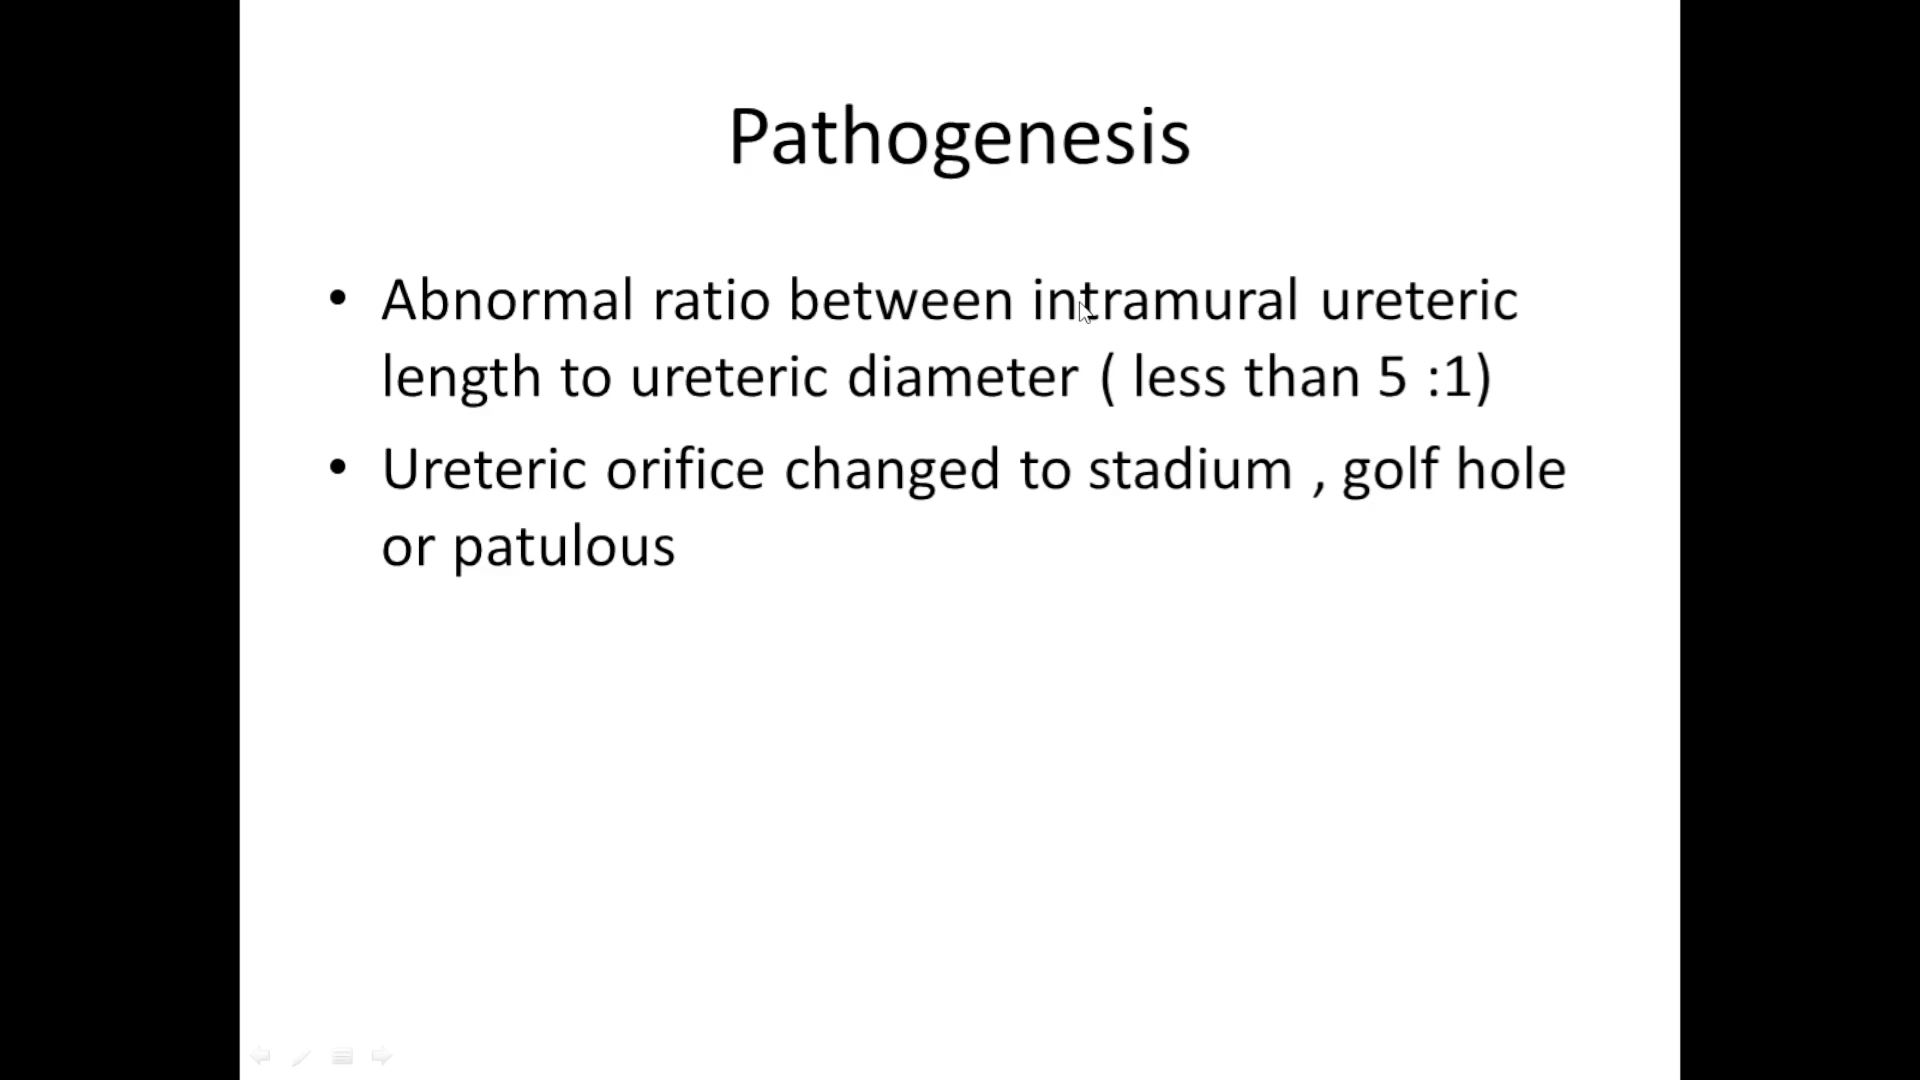 Pathogenesis
• Abnormal ratio between intramural ureteric
length to ureteric diameter ( less than 5 :1)
• Ureteric orifice changed to stadium , golf hole
or patulous